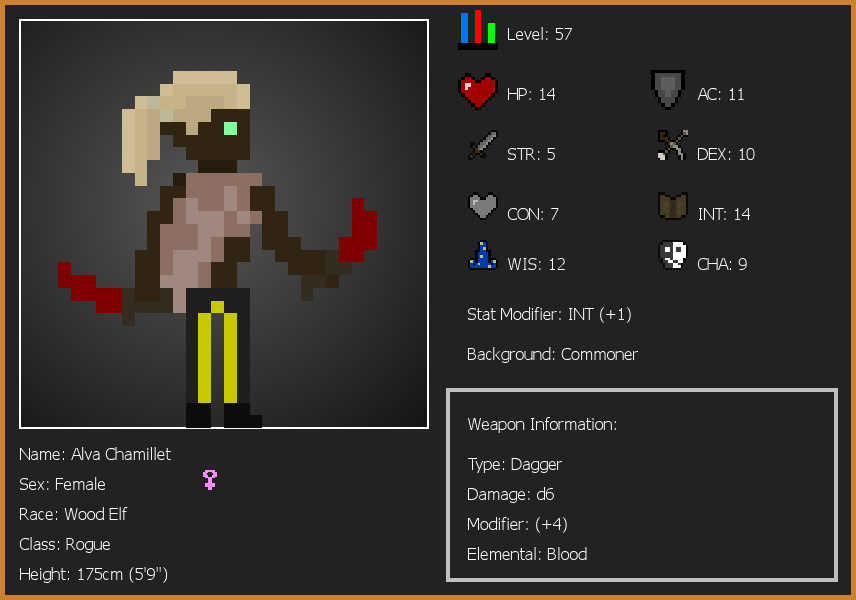 Level: 57
HP: 14
AC: 11
STR: 5
DEX: 10
CON: 7
INT: 14
WIS: 12
CHA: 9
Stat Modifier: INT (+1)
Background: Commoner
Weapon Information:
Type: Dagger
Damage: d6
Modifier: (+4)
Elemental: Blood
Name: Alva Chamillet
Sex: Female
Race: Wood Elf
Class: Rogue
Height: 175cm (5'9")